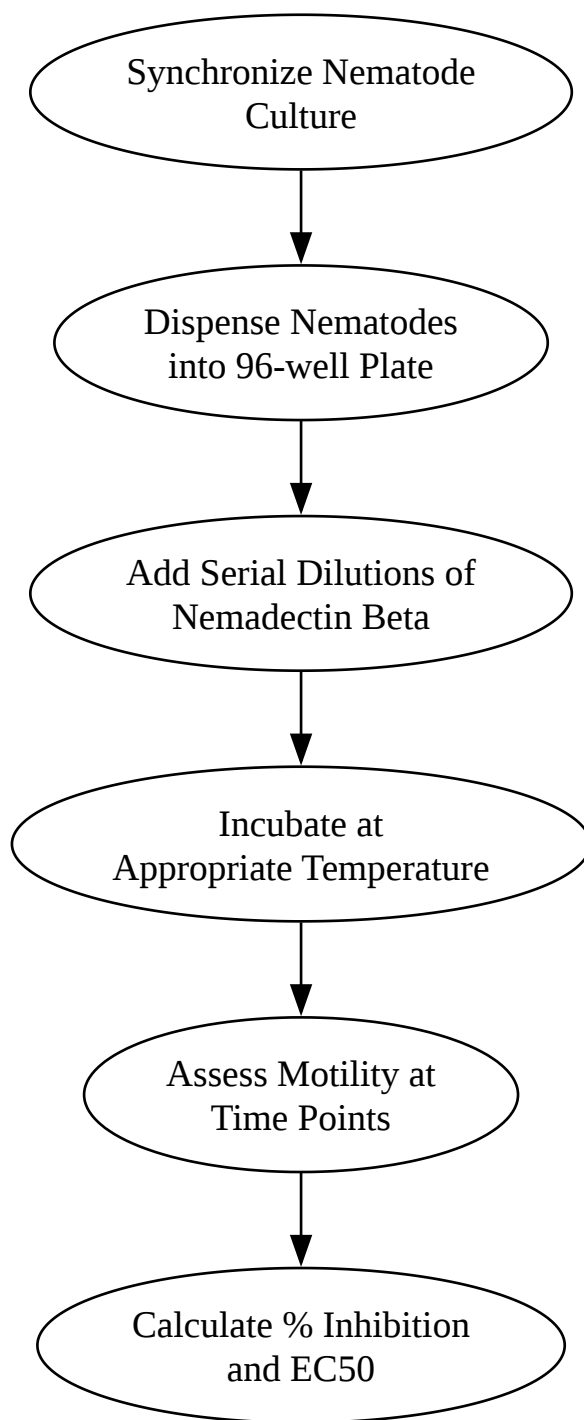 Synchronize Nematode
Culture
Dispense Nematodes
into 96-well Plate
Add Serial Dilutions of
Nemadectin Beta
Incubate at
Appropriate Temperature
Assess Motility at
Time Points
Calculate % Inhibition
and EC50